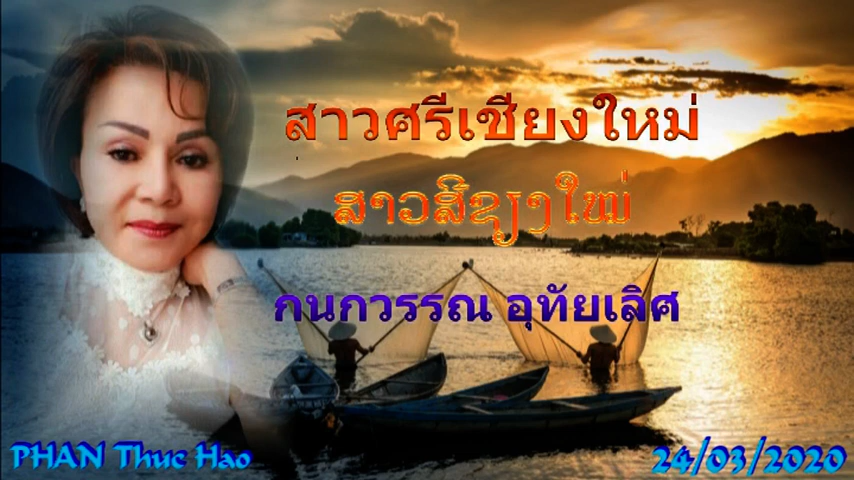 สาวศรีเชียงใหม่
ສາວສີຊຽງໃໝ່
กนกวรรณ อุทัยเลิศ
PHAN Thuc Hao
24/03/2020